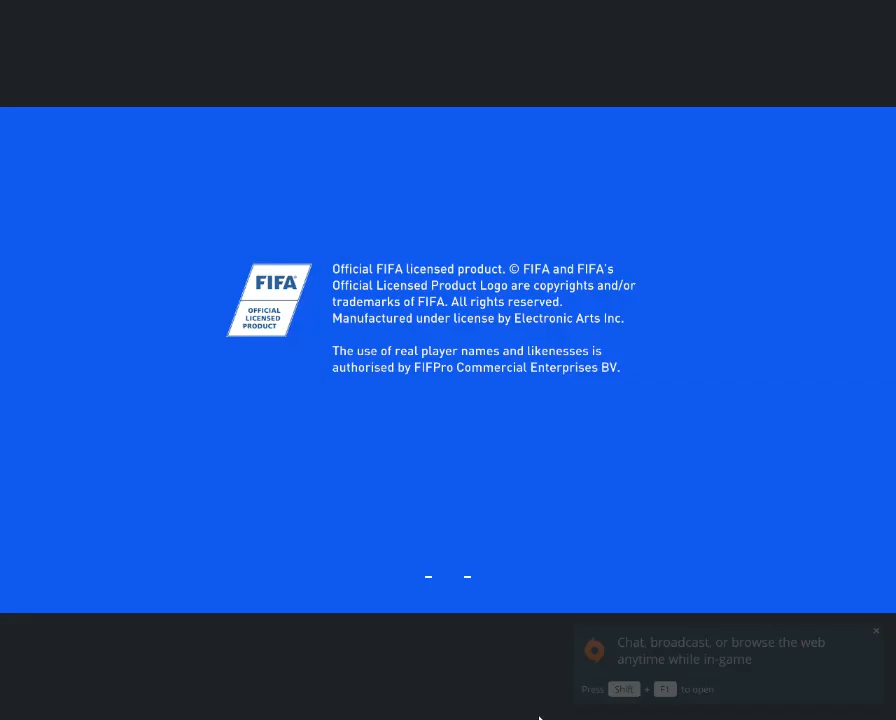 FIFA
OFFICIAL
LICENSED
PRODUCT
Official FIFA licensed product. © FIFA and FIFA's
Official Licensed Product Logo are copyrights and/or
trademarks of FIFA. All rights reserved.
Manufactured under license by Electronic Arts Inc.
The use of real player names and likenesses is
authorised by FIFPro Commercial Enterprises BV.
Chat, broadcast, or browse the web
anytime while in-game
Press Shift + F1 to open